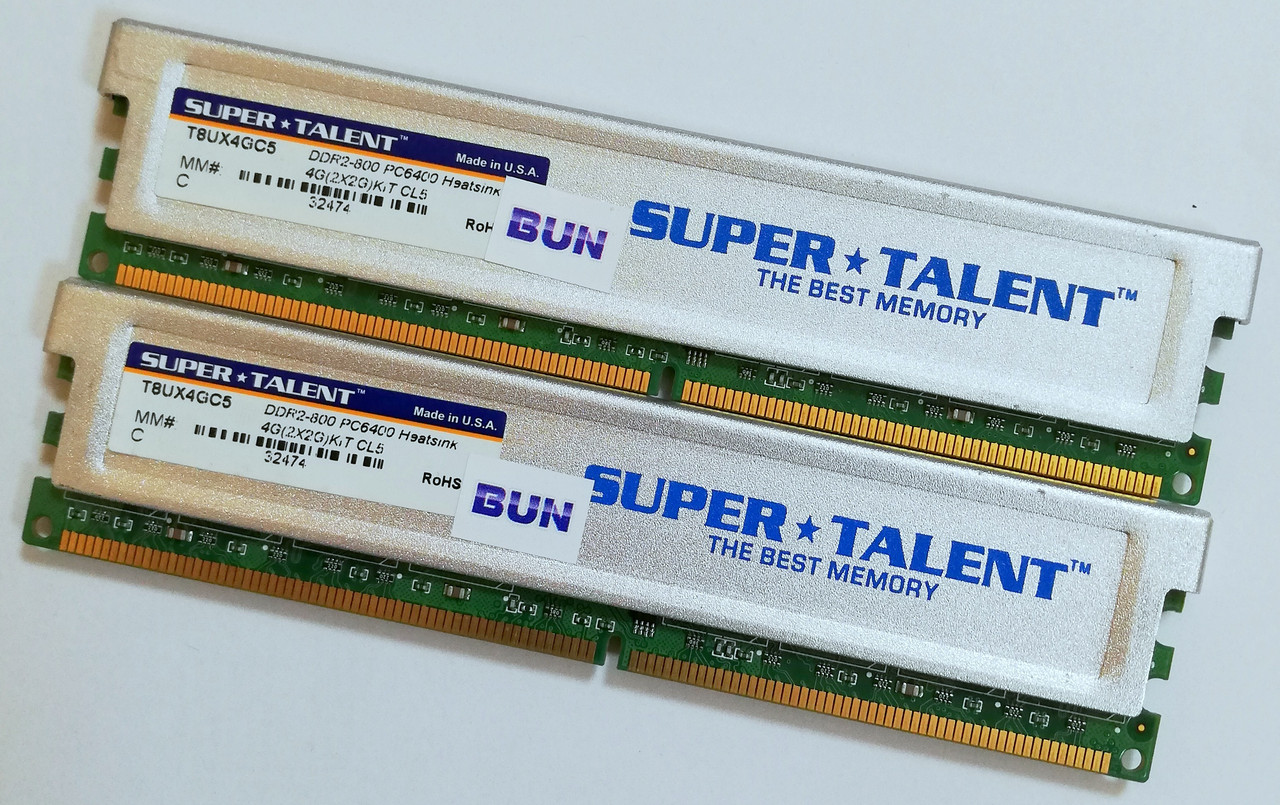 SUPER★TALENT™
Made in U.S.A.
T8UX4GC5
DDR2-800 PC6400 Heatsink
4G(2X2G)KiT CL5
MM#
C
32474
RoH
BUN
SUPER★TALENT™
THE BEST MEMORY
SUPER★TALENT™
Made in U.S.A.
T8UX4GC5
DDR2-800 PC6400 Heatsink
4G(2X2G)KiT CL5
MM#
C
32474
RoHS
BUN
SUPER★TALENT™
THE BEST MEMORY